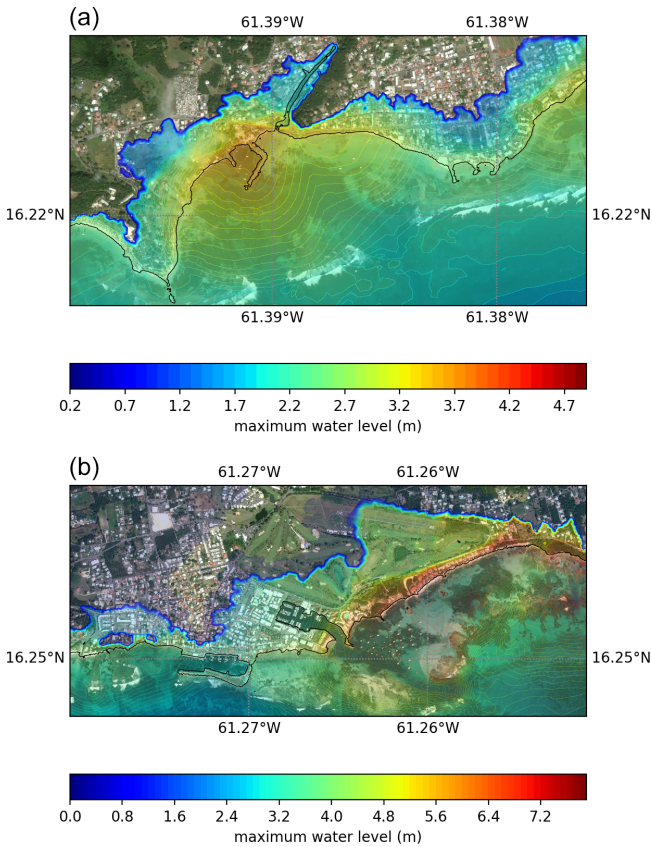 (a)
61.39°W 61.38°W
16.22°N 16.22°N
61.39°W 61.38°W
0.2 0.7 1.2 1.7 2.2 2.7 3.2 3.7 4.2 4.7
maximum water level (m)
(b)
61.27°W 61.26°W
16.25°N 16.25°N
61.27°W 61.26°W
0.0 0.8 1.6 2.4 3.2 4.0 4.8 5.6 6.4 7.2
maximum water level (m)